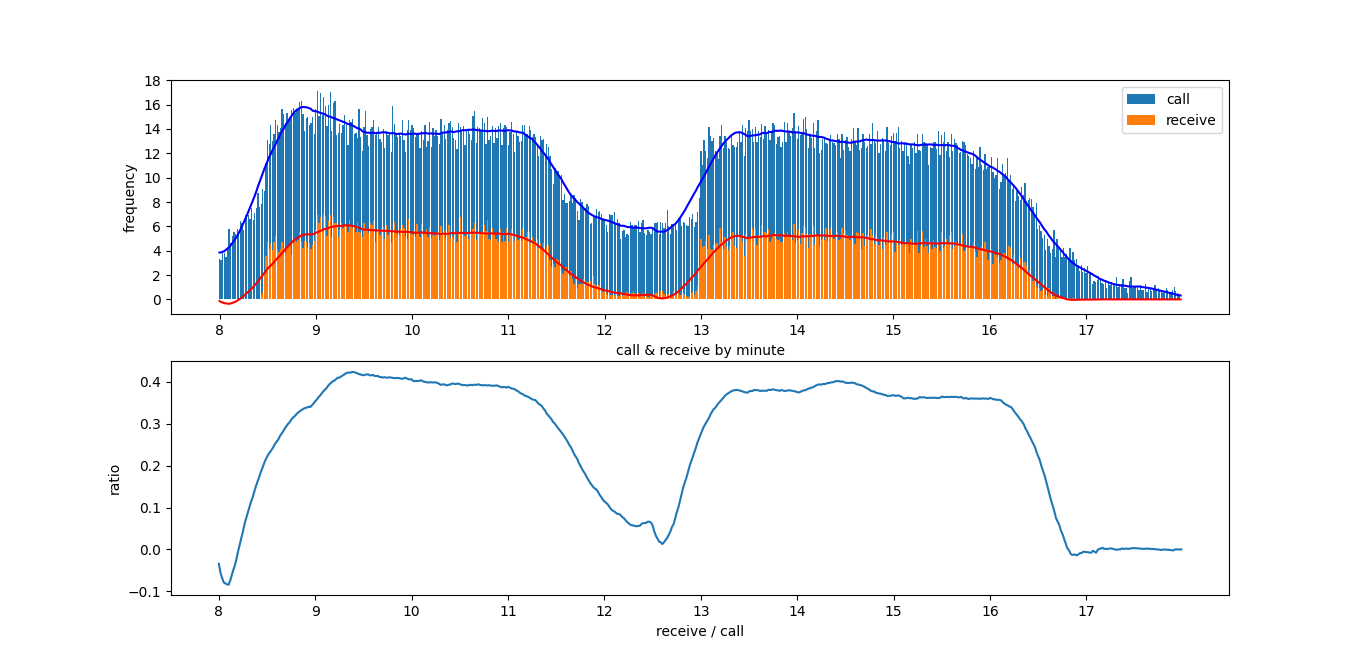 18
16
14
12
10
8
6
4
2
0
frequency
call
receive
8 9 10 11 12 13 14 15 16 17
call & receive by minute
0.4
0.3
0.2
0.1
0.0
−0.1
ratio
8 9 10 11 12 13 14 15 16 17
receive / call